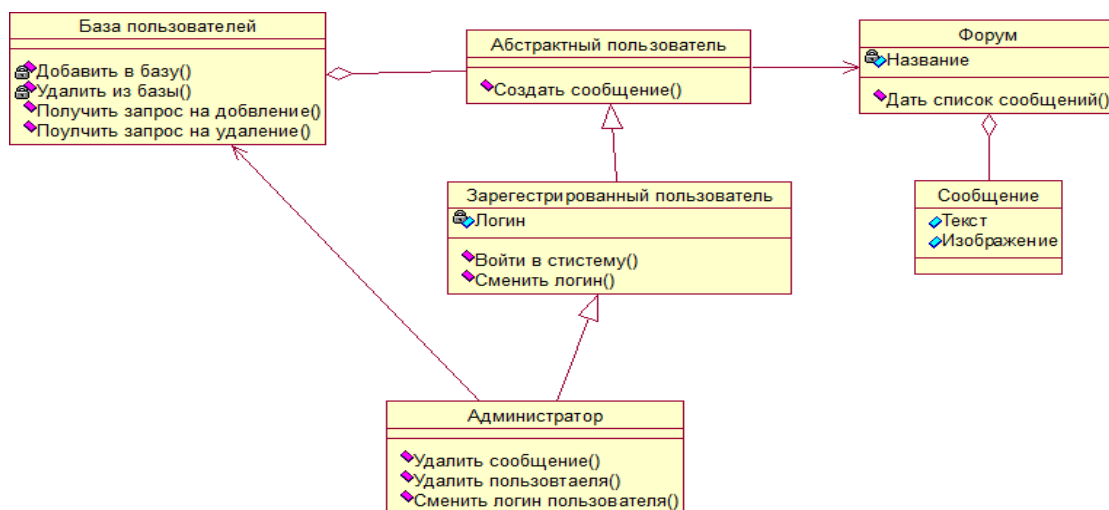 База пользователей
Добавить в базу()
Удалить из базы()
Получить запрос на добвление()
Поулчить запрос на удаление()
Абстрактный пользователь
Создать сообщение()
Форум
Название
Дать список сообщений()
Зарегестрированный пользователь
Логин
Войти в стистему()
Сменить логин()
Сообщение
Текст
Изображение
Администратор
Удалить сообщение()
Удалить пользовтаеля()
Сменить логин пользователя()